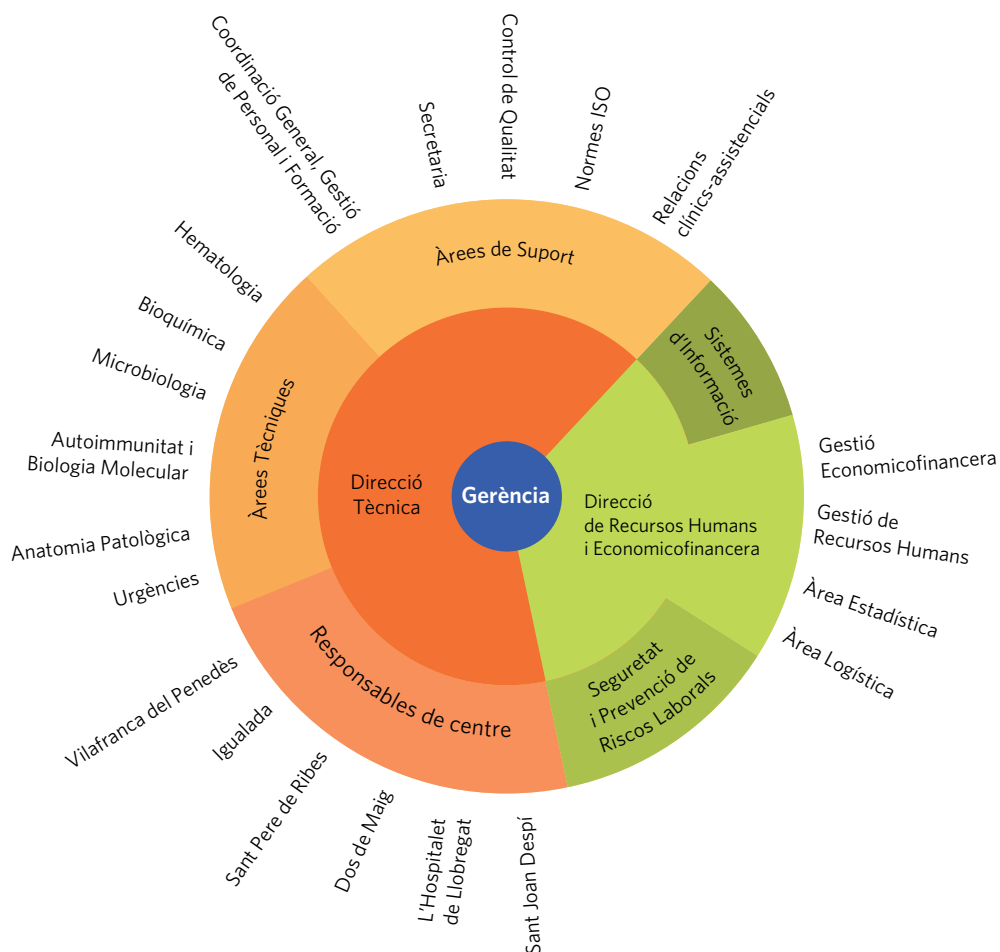 Coordinació General, Gestió
de Personal i Formació
Secretaria
Control de Qualitat
Normes ISO
Relacions
clínics-assistencials
Hematologia
Bioquímica
Microbiologia
Autoimmunitat i
Biologia Molecular
Anatomia Patològica
Urgències
Àrees de Suport
Àrees Tècniques
Sistemes
d'Informació
Direcció
Tècnica
Gerència
Direcció
de Recursos Humans
i Economicofinancera
Gestió
Economicofinancera
Gestió de
Recursos Humans
Àrea Estadística
Àrea Logística
Responsables de centre
Seguretat
i Prevenció de
Riscos Laborals
Vilafranca del Penedès
Igualada
Sant Pere de Ribes
Dos de Maig
L'Hospitalet
de Llobregat
Sant Joan Despí